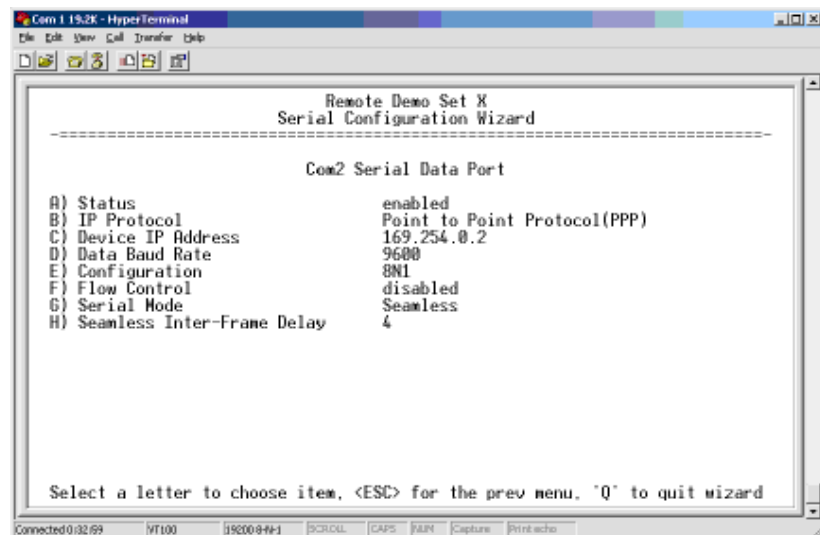 Com 1 19.2K - HyperTerminal
File Edit View Call Transfer Help
Remote Demo Set X
Serial Configuration Wizard
-==========================================================================-
Com2 Serial Data Port
A) Status enabled
B) IP Protocol Point to Point Protocol(PPP)
C) Device IP Address 169.254.0.2
D) Data Baud Rate 9600
E) Configuration 8N1
F) Flow Control disabled
G) Serial Mode Seamless
H) Seamless Inter-Frame Delay 4
Select a letter to choose item, <ESC> for the prev menu, 'Q' to quit wizard
Connected 0:32:59 VT100 19200 8-N-1 SCROLL CAPS NUM Capture Print echo